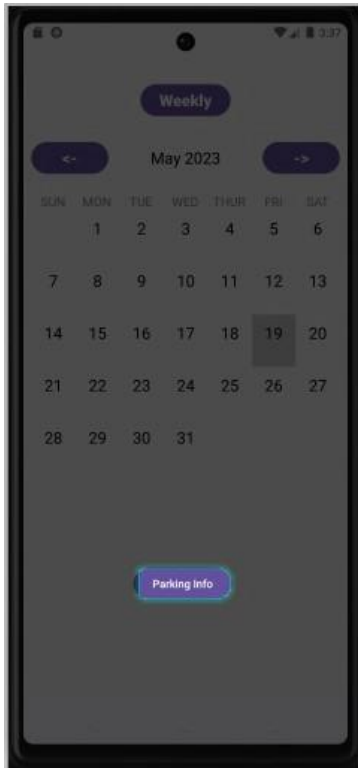 3:37
Weekly
<- May 2023 ->
SUN MON TUE WED THUR FRI SAT
1 2 3 4 5 6
7 8 9 10 11 12 13
14 15 16 17 18 19 20
21 22 23 24 25 26 27
28 29 30 31
Parking Info